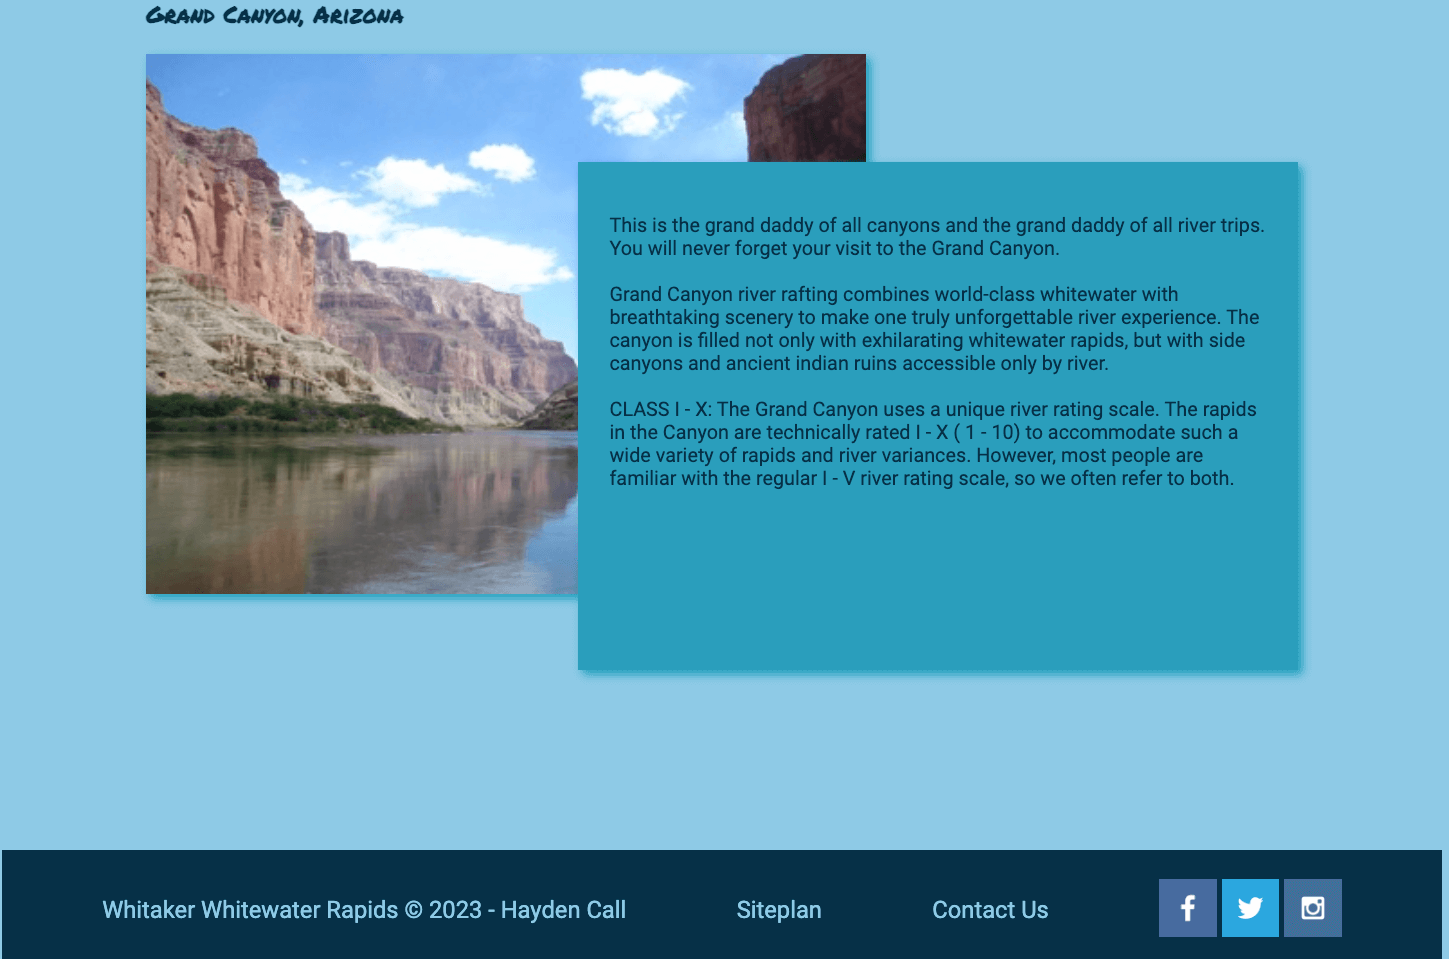 Grand Canyon, Arizona
This is the grand daddy of all canyons and the grand daddy of all river trips.
You will never forget your visit to the Grand Canyon.
Grand Canyon river rafting combines world-class whitewater with
breathtaking scenery to make one truly unforgettable river experience. The
canyon is filled not only with exhilarating whitewater rapids, but with side
canyons and ancient indian ruins accessible only by river.
CLASS I - X: The Grand Canyon uses a unique river rating scale. The rapids
in the Canyon are technically rated I - X ( 1 - 10) to accommodate such a
wide variety of rapids and river variances. However, most people are
familiar with the regular I - V river rating scale, so we often refer to both.
Whitaker Whitewater Rapids © 2023 - Hayden Call
Siteplan
Contact Us